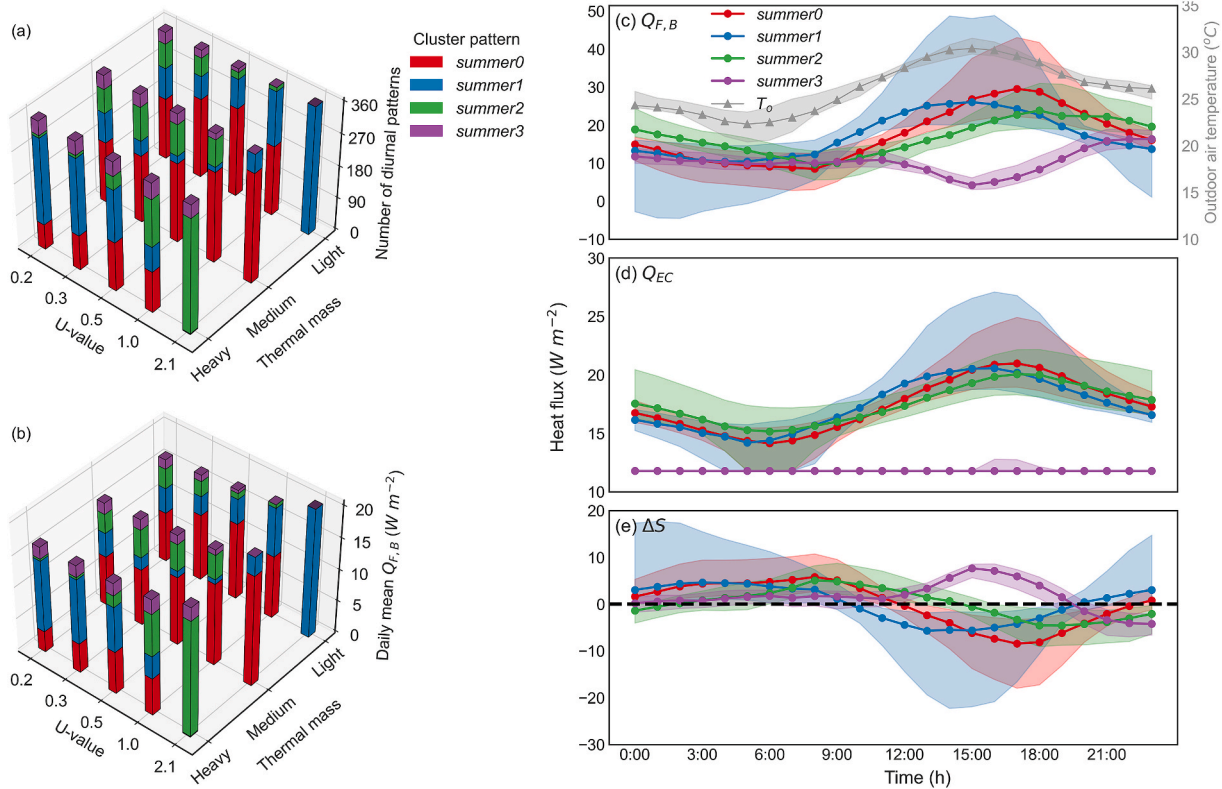 (a)
Cluster pattern
summer0
summer1
summer2
summer3
360
270
180
90
0
Number of diurnal patterns
0.2
0.3
0.5
1.0
2.1
U-value
Heavy
Medium
Light
Thermal mass
(b)
20
15
10
5
0
Daily mean Q_{F,B} (W m^{-2})
0.2
0.3
0.5
1.0
2.1
U-value
Heavy
Medium
Light
Thermal mass
(c) Q_{F,B}
summer0
summer1
summer2
summer3
T_o
50
40
30
20
10
0
−10
35
30
25
20
15
10
Outdoor air temperature (°C)
(d) Q_{EC}
30
25
20
15
10
Heat flux (W m^{-2})
(e) ΔS
20
10
0
−10
−20
−30
0:00 3:00 6:00 9:00 12:00 15:00 18:00 21:00
Time (h)